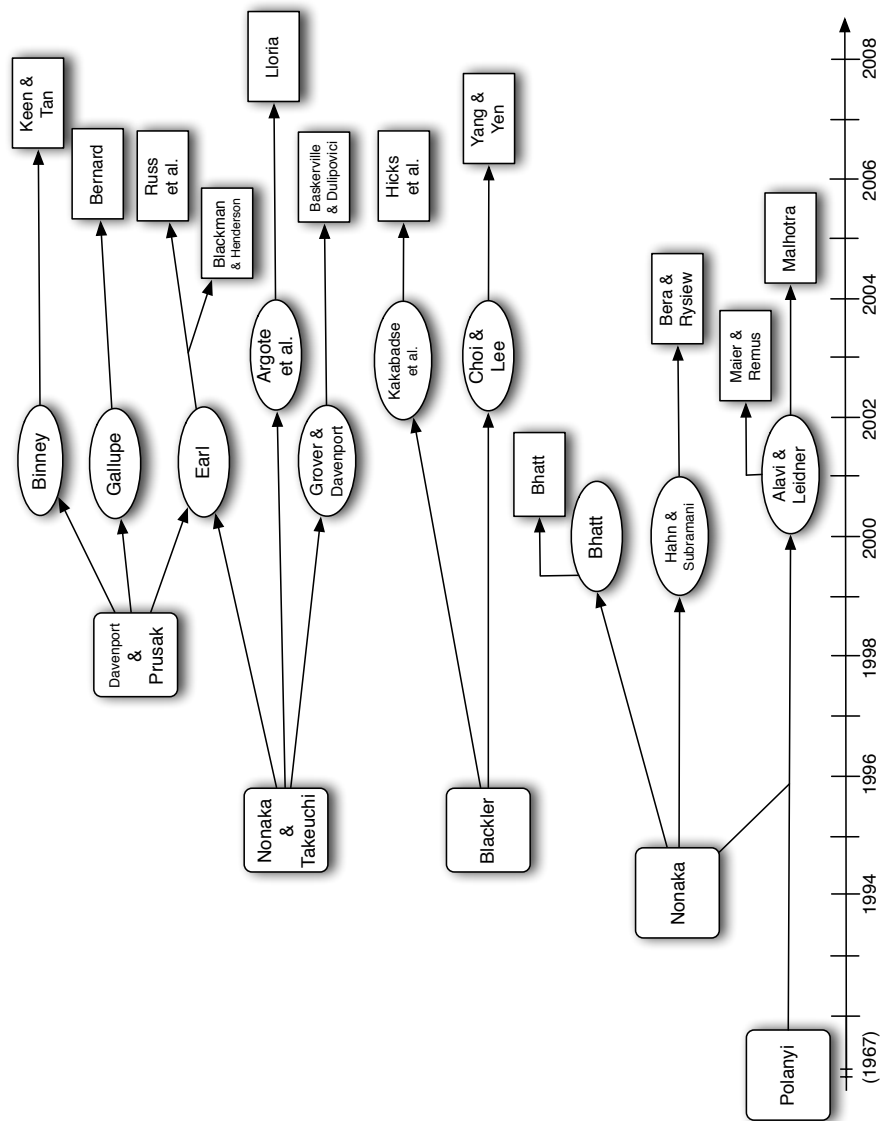 Keen &
Tan
Bernard
Russ
et al.
Blackman
& Henderson
Lloria
Baskerville
& Dulipovici
Hicks
et al.
Yang &
Yen
Binney
Gallupe
Earl
Argote
et al.
Grover &
Davenport
Kakabadse
et al.
Choi &
Lee
Bhatt
Bhatt
Hahn &
Subramani
Bera &
Rysiew
Maier &
Remus
Malhotra
Alavi &
Leidner
Davenport
&
Prusak
Nonaka
&
Takeuchi
Blackler
Nonaka
Polanyi
(1967)
1994
1996
1998
2000
2002
2004
2006
2008